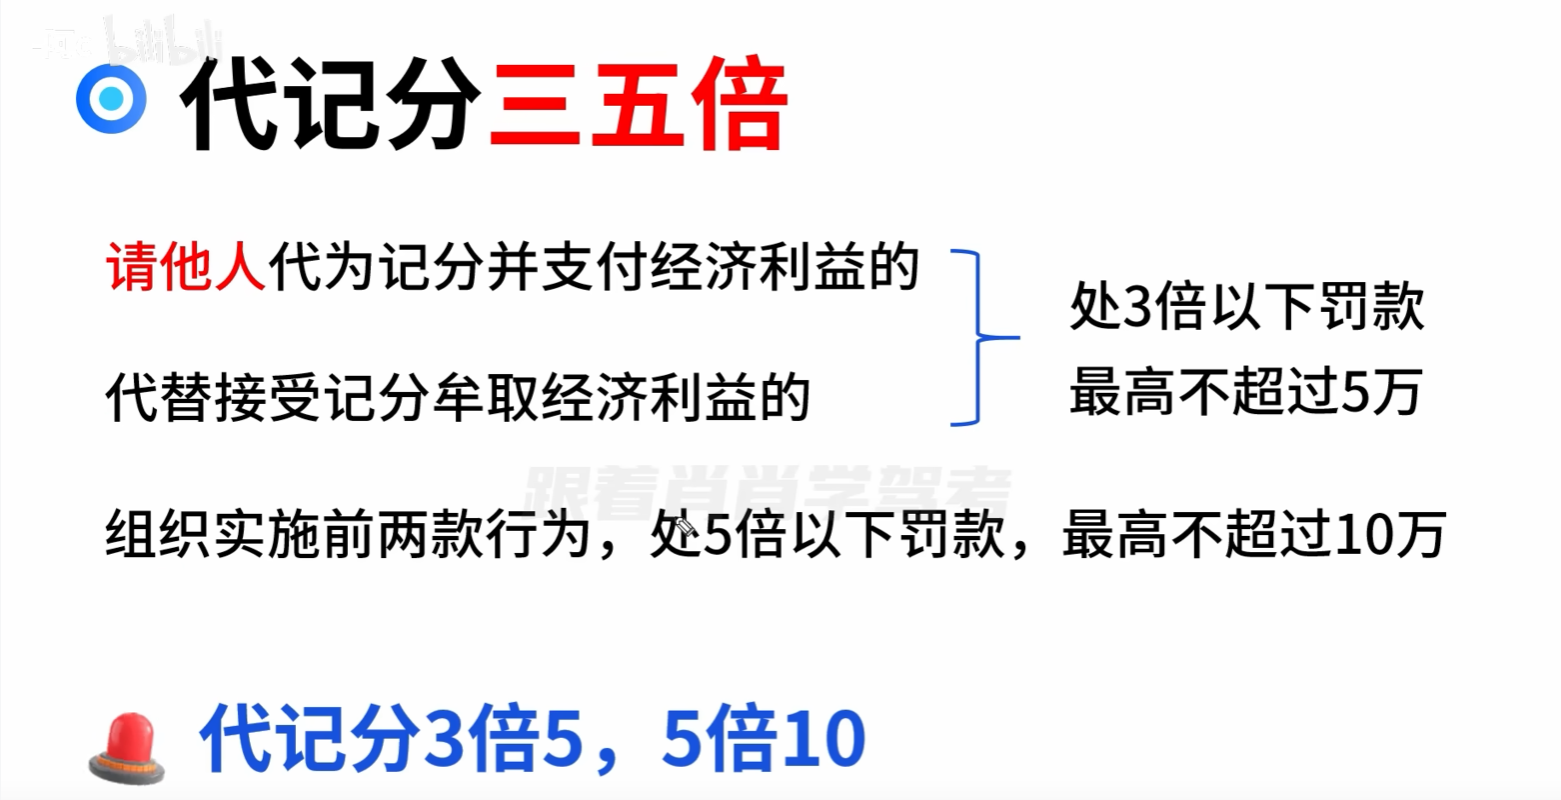 bilibili
代记分三五倍
请他人代为记分并支付经济利益的
代替接受记分牟取经济利益的
处3倍以下罚款
最高不超过5万
跟着肖肖学驾考
组织实施前两款行为，处5倍以下罚款，最高不超过10万
代记分3倍5，5倍10